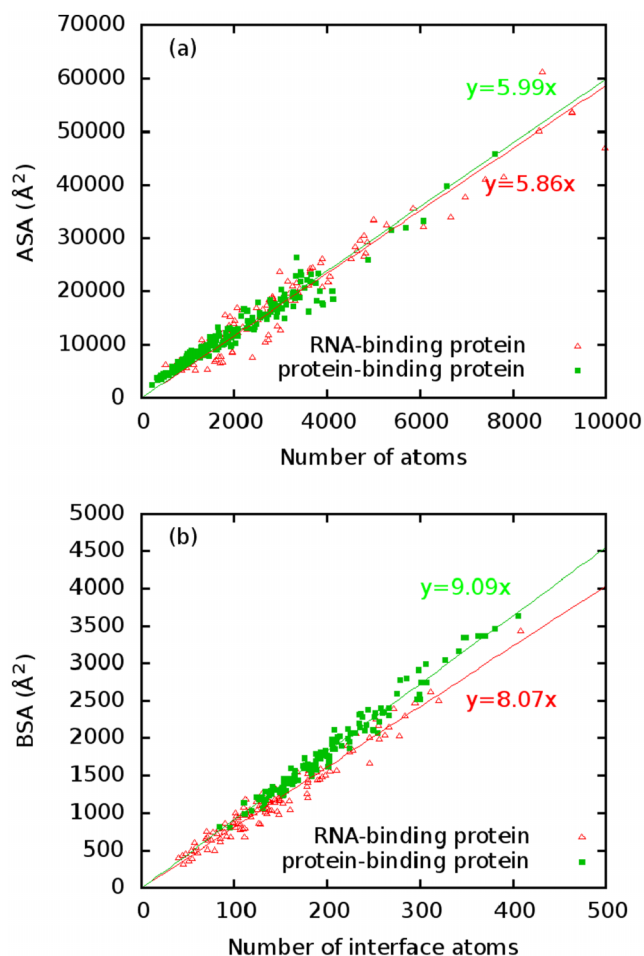 70000
(a)
60000
y=5.99x
50000
ASA (Å²)
40000
y=5.86x
30000
20000
RNA-binding protein
10000
protein-binding protein
0
2000 4000 6000 8000 10000
Number of atoms
5000
(b)
4500
4000
y=9.09x
3500
BSA (Å²)
3000
2500
y=8.07x
2000
1500
1000
RNA-binding protein
500
protein-binding protein
0
0 100 200 300 400 500
Number of interface atoms